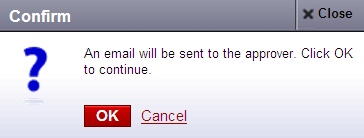 Confirm
Close
An email will be sent to the approver. Click OK
to continue.
OK Cancel